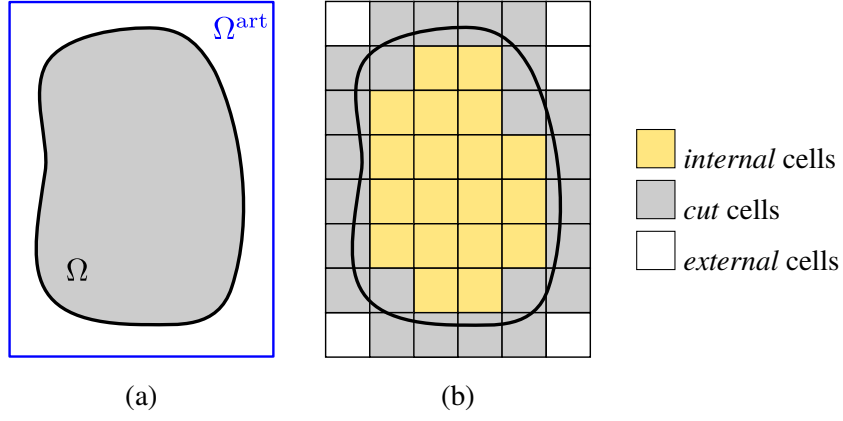 Ω^art
Ω
internal cells
cut cells
external cells
(a)
(b)